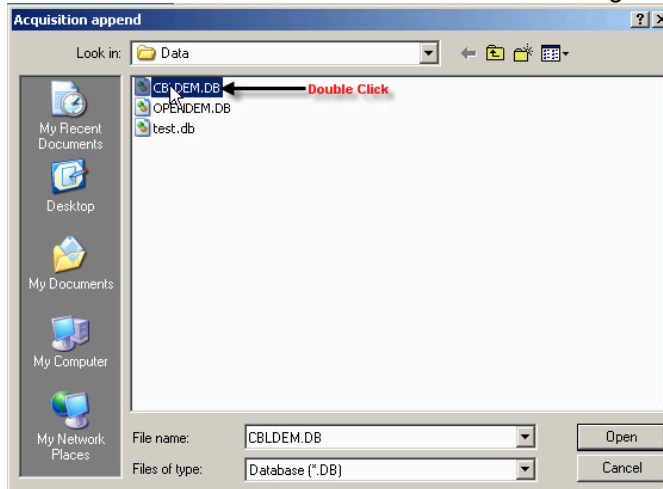 Acquisition append
Look in:
Data
CBLDEM.DB
Double Click
OPENDEM.DB
test.db
My Recent
Documents
Desktop
My Documents
My Computer
My Network
Places
File name:
CBLDEM.DB
Open
Files of type:
Database (*.DB)
Cancel